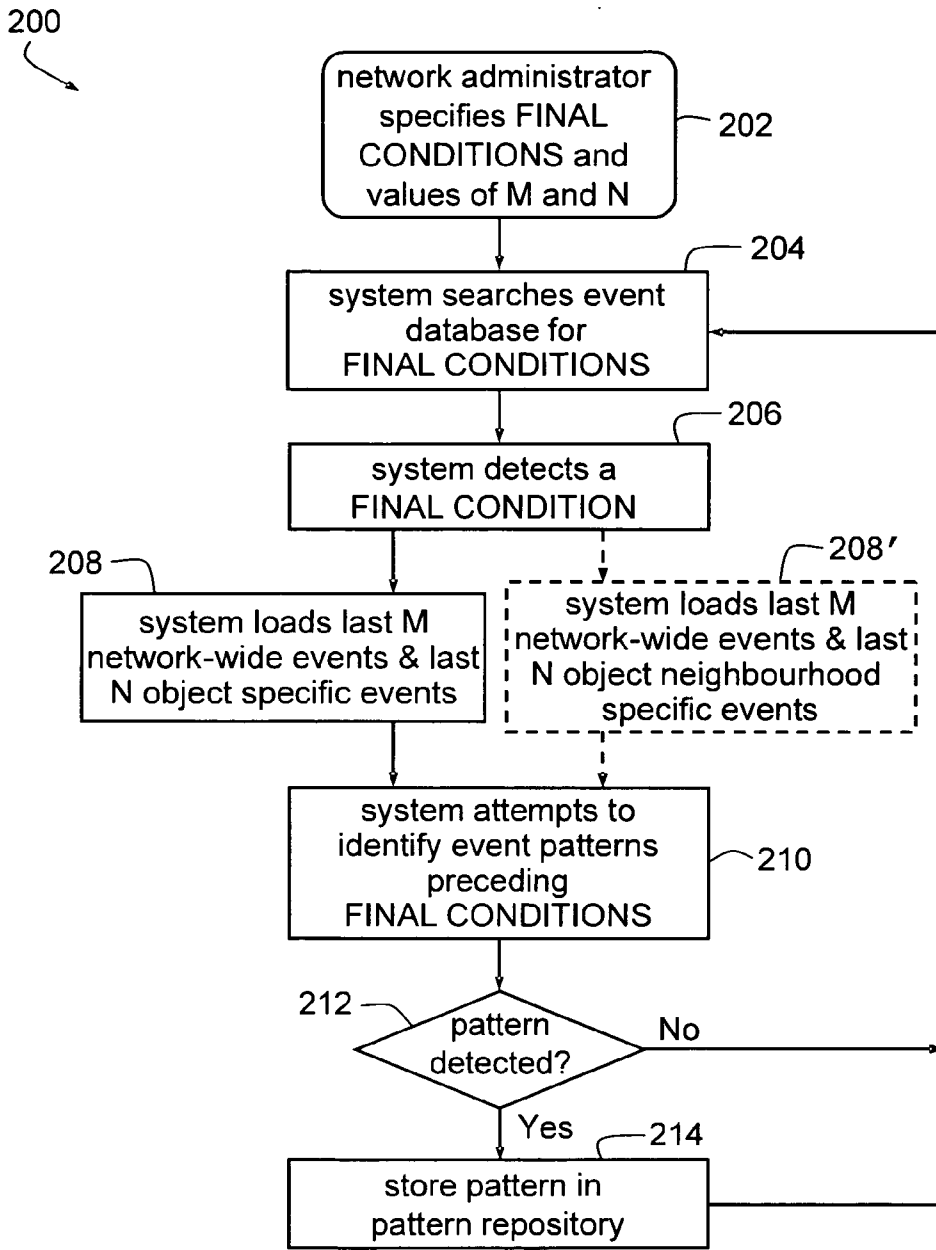 200
network administrator
specifies FINAL
CONDITIONS and
values of M and N
202
204
system searches event
database for
FINAL CONDITIONS
206
system detects a
FINAL CONDITION
208
system loads last M
network-wide events & last
N object specific events
208'
system loads last M
network-wide events & last
N object neighbourhood
specific events
system attempts to
identify event patterns
preceding
FINAL CONDITIONS
210
212
pattern
detected?
No
Yes
214
store pattern in
pattern repository